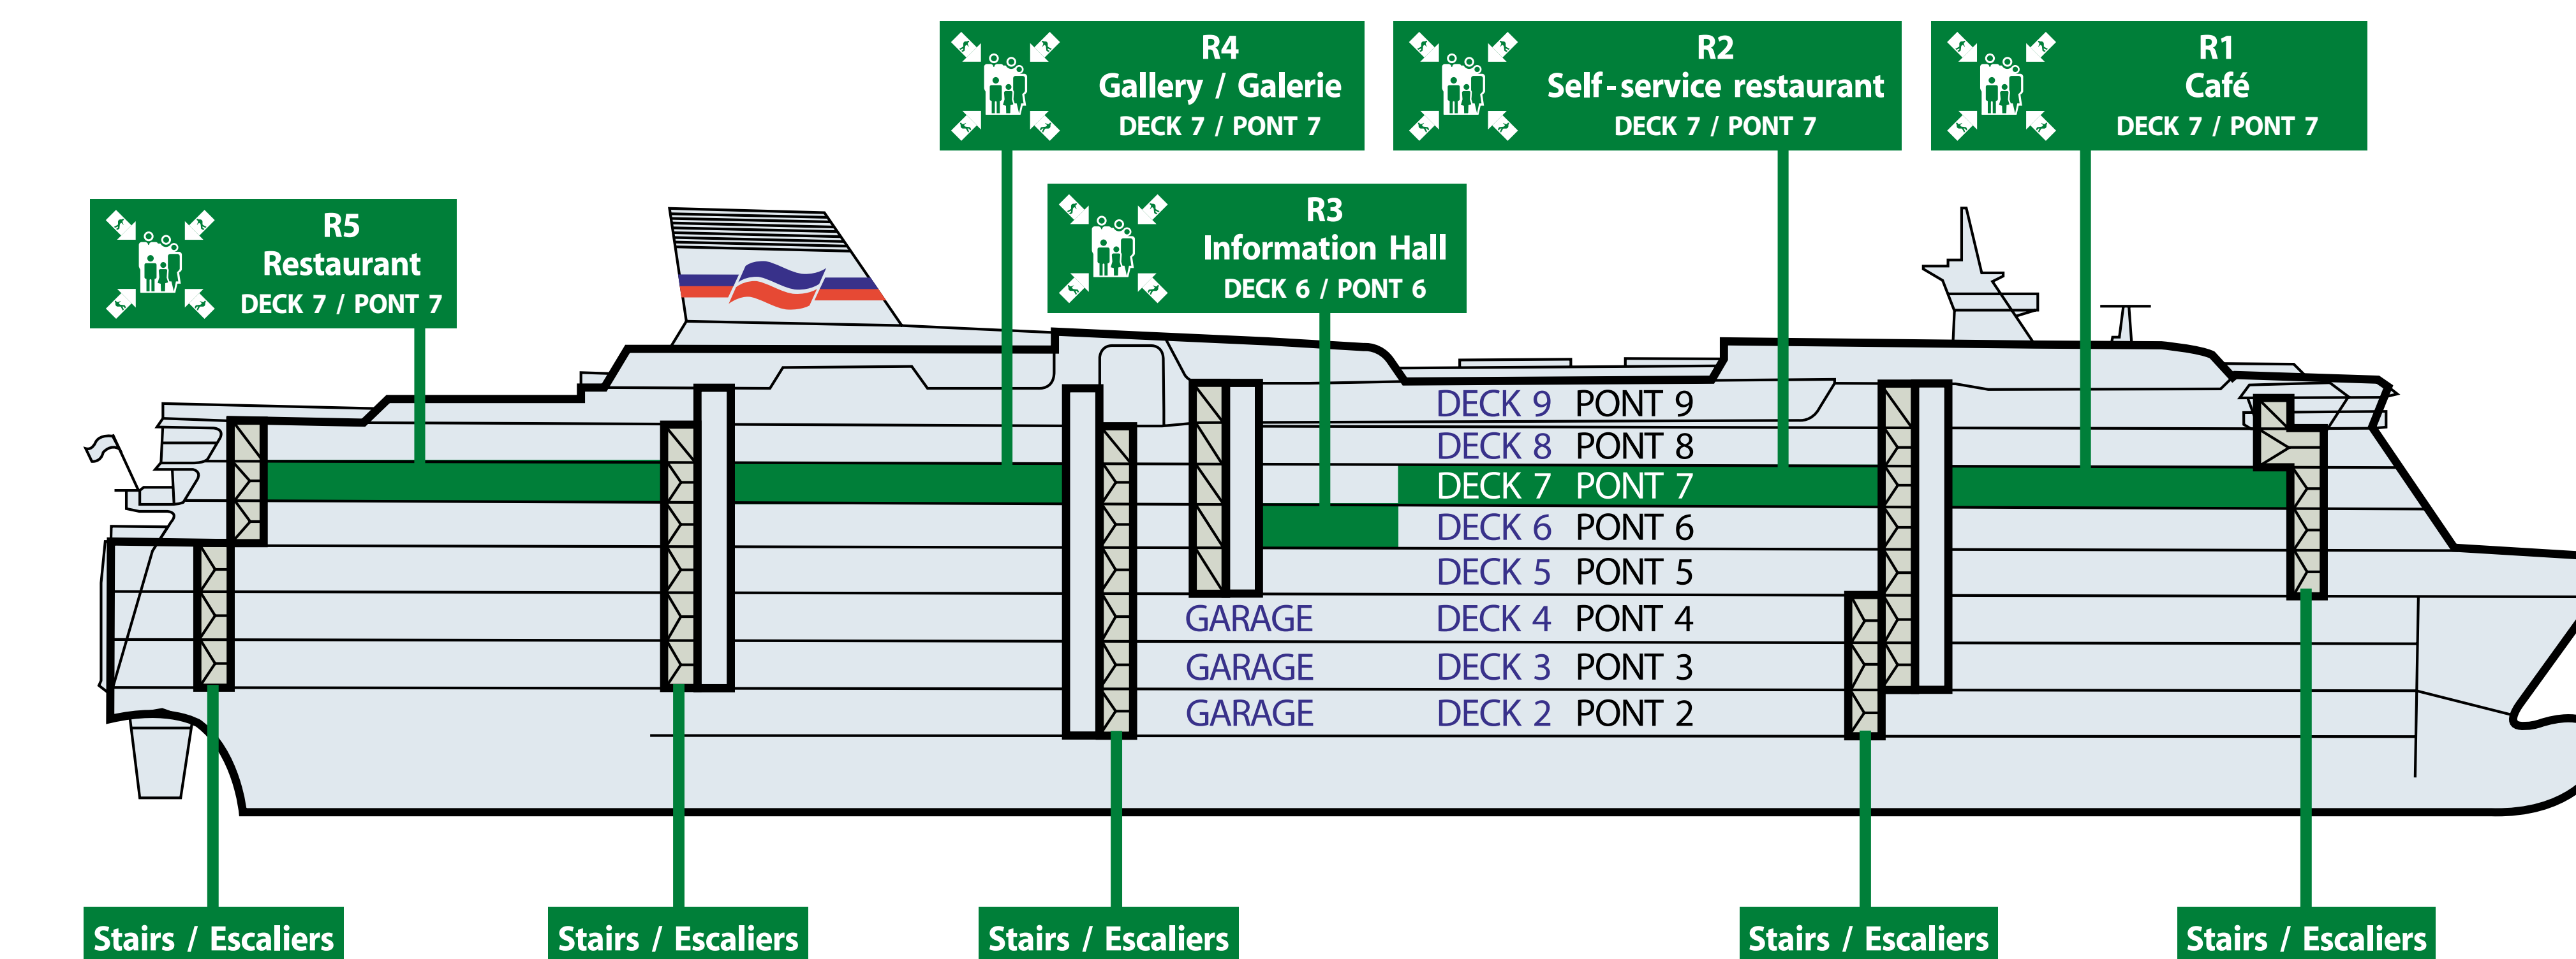 R4
Gallery / Galerie
DECK 7 / PONT 7
R2
Self-service restaurant
DECK 7 / PONT 7
R1
Café
DECK 7 / PONT 7
R5
Restaurant
DECK 7 / PONT 7
R3
Information Hall
DECK 6 / PONT 6
DECK 9 PONT 9
DECK 8 PONT 8
DECK 7 PONT 7
DECK 6 PONT 6
DECK 5 PONT 5
GARAGE DECK 4 PONT 4
GARAGE DECK 3 PONT 3
GARAGE DECK 2 PONT 2
Stairs / Escaliers
Stairs / Escaliers
Stairs / Escaliers
Stairs / Escaliers
Stairs / Escaliers